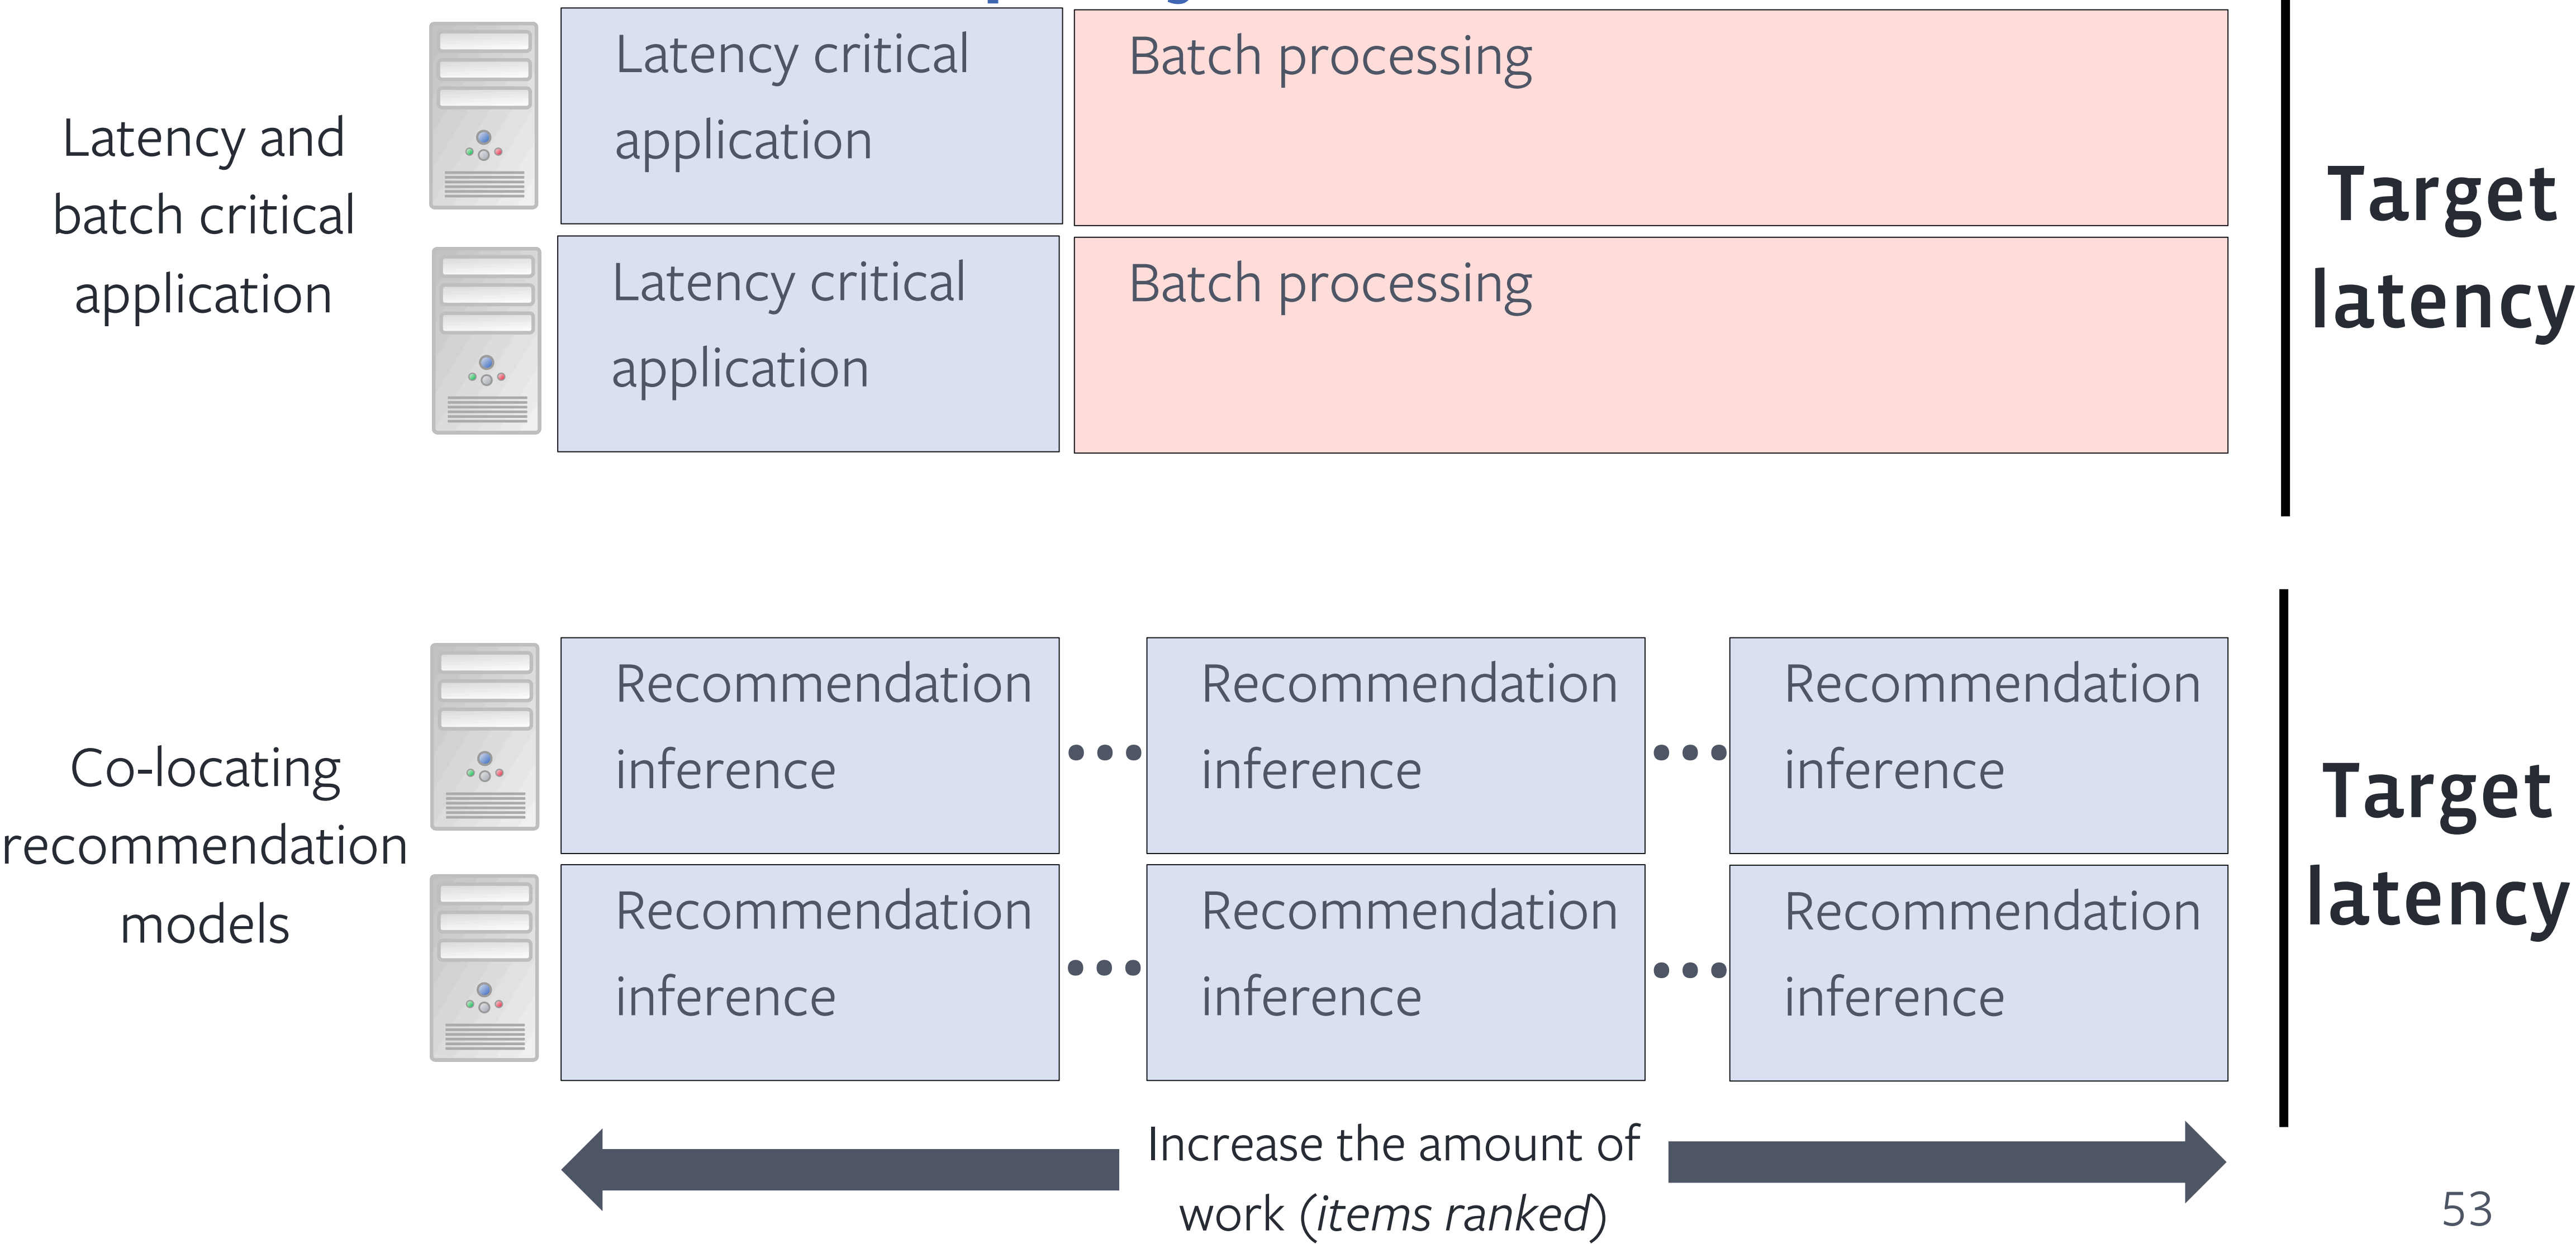 Latency and
batch critical
application
Latency critical
application
Batch processing
Latency critical
application
Batch processing
Target
latency
Co-locating
recommendation
models
Recommendation
inference
...
Recommendation
inference
...
Recommendation
inference
Recommendation
inference
...
Recommendation
inference
...
Recommendation
inference
Target
latency
Increase the amount of
work (items ranked)
53